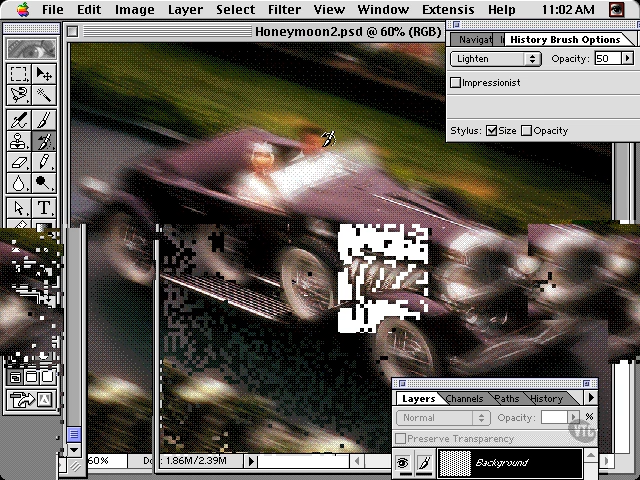 File Edit Image Layer Select Filter View Window Extensis Help 11:02 AM
Honeymoon2.psd @ 60% (RGB)
Navigat History Brush Options
Lighten Opacity: 50
Impressionist
Stylus: Size Opacity
T
Layers Channels Paths History
Normal Opacity: %
Preserve Transparency
VTC
Background
60% 1.86M/2.39M